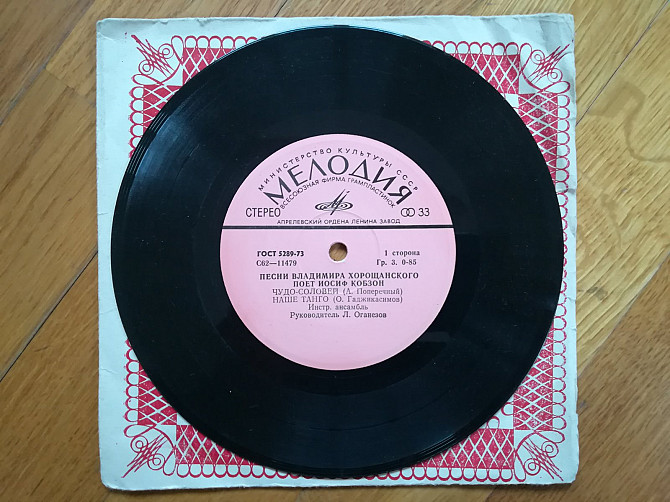 МИНИСТЕРСТВО КУЛЬТУРЫ СССР
МЕЛОДИЯ
ВСЕСОЮЗНАЯ ФИРМА ГРАМПЛАСТИНОК
СТЕРЕО 33
АПРЕЛЕВСКИЙ ОРДЕНА ЛЕНИНА ЗАВОД
ГОСТ 5289-73 1 сторона
С62—11479 Гр. 3. 0-85
ПЕСНИ ВЛАДИМИРА ХОРОЩАНСКОГО
ПОЕТ ИОСИФ КОБЗОН
ЧУДО-СОЛОВЕЙ (А. Поперечный)
НАШЕ ТАНГО (О. Гаджикасимов)
Инстр. ансамбль
Руководитель Л. Оганезов